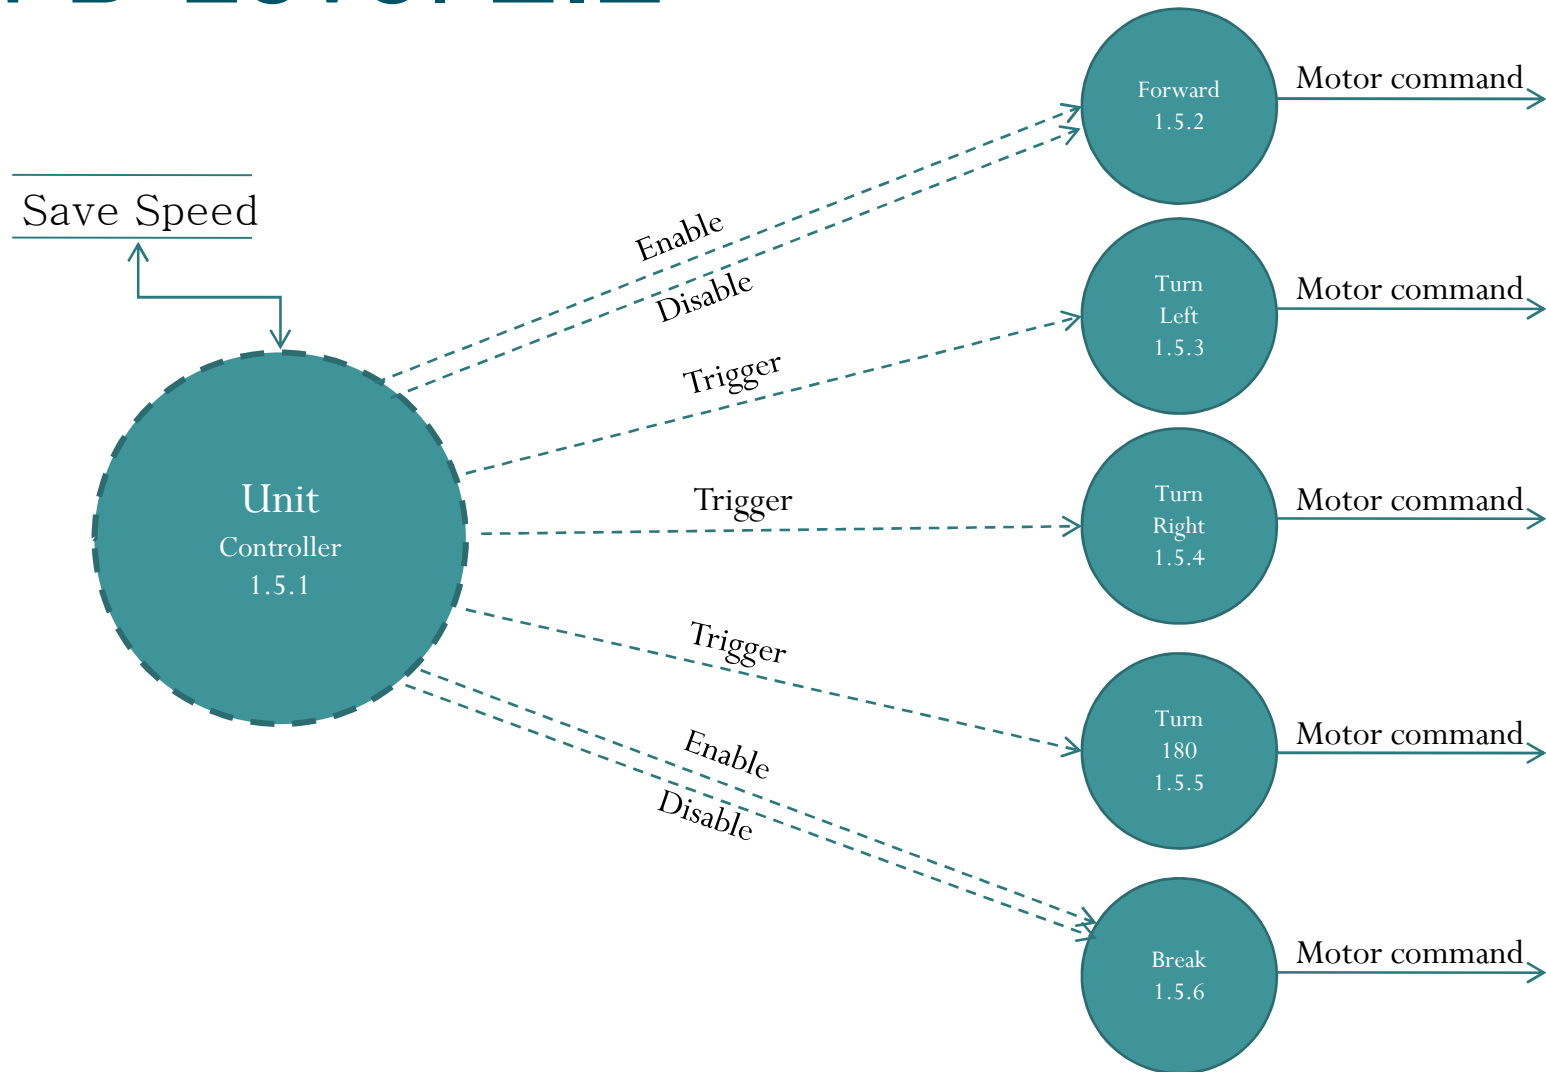 Save Speed
Unit
Controller
1.5.1
Enable
Disable
Trigger
Trigger
Trigger
Enable
Disable
Forward
1.5.2
Motor command
Turn
Left
1.5.3
Motor command
Turn
Right
1.5.4
Motor command
Turn
180
1.5.5
Motor command
Break
1.5.6
Motor command